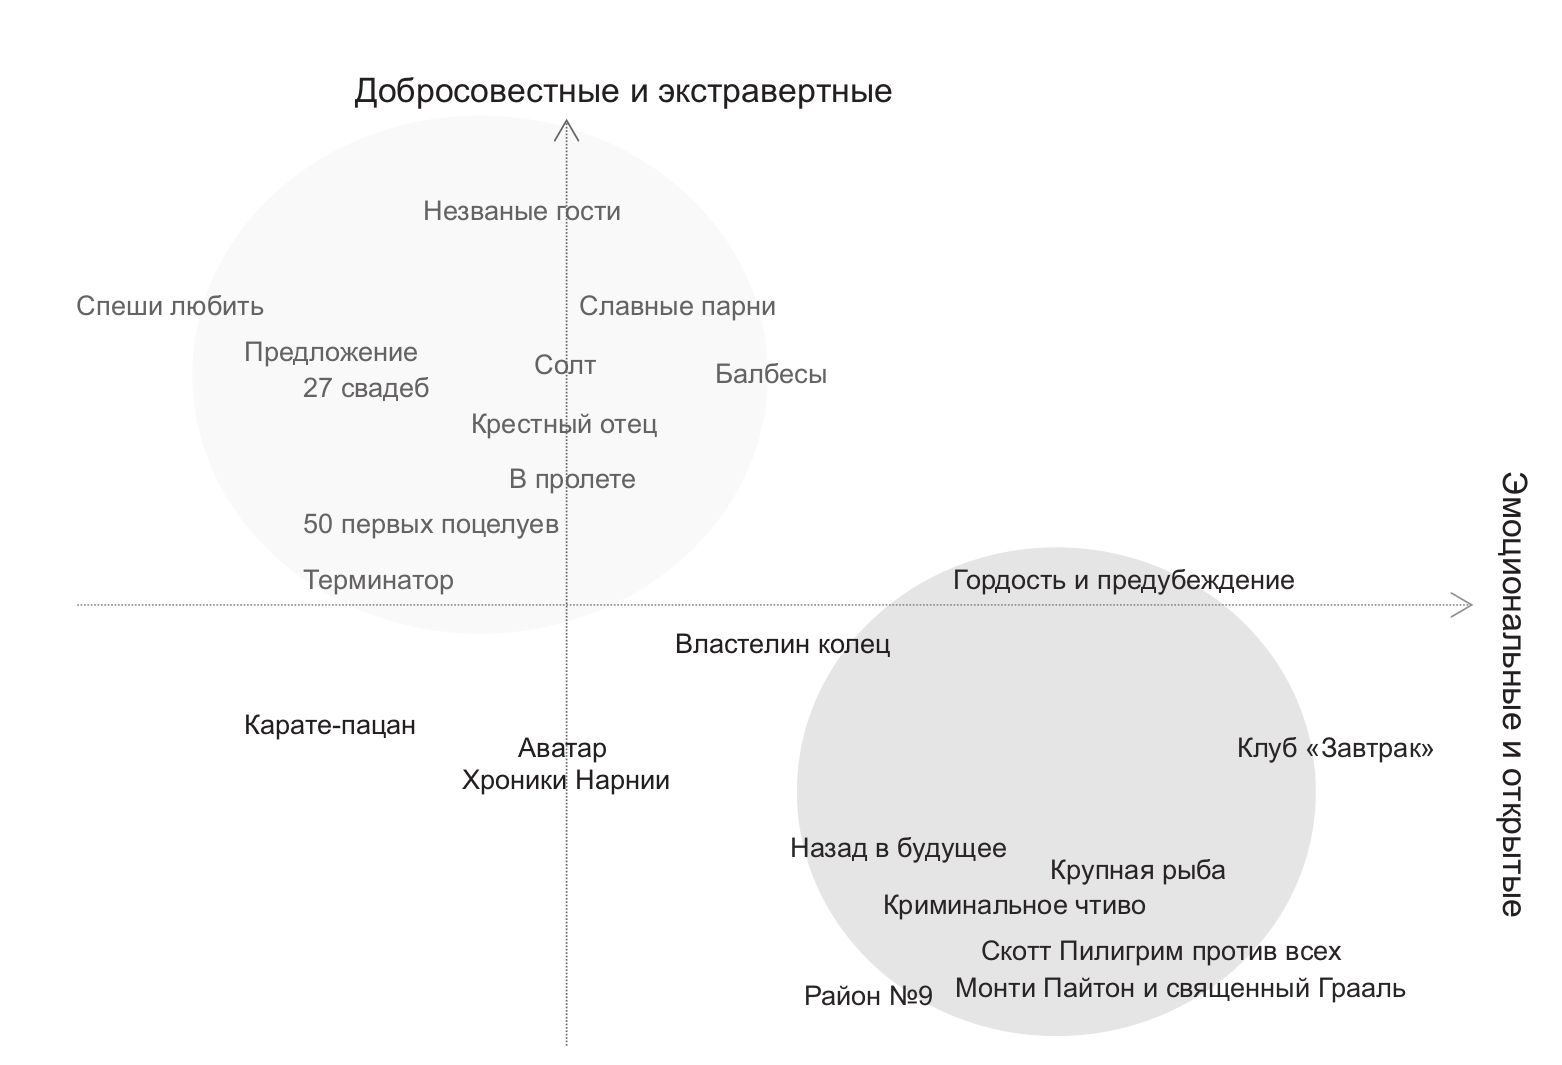 Добросовестные и экстравертные
Незваные гости
Спеши любить
Славные парни
Предложение
Солт
Балбесы
27 свадеб
Крестный отец
В пролете
50 первых поцелуев
Терминатор
Гордость и предубеждение
Эмоциональные и открытые
Властелин колец
Карате-пацан
Аватар
Клуб «Завтрак»
Хроники Нарнии
Назад в будущее
Крупная рыба
Криминальное чтиво
Скотт Пилигрим против всех
Монти Пайтон и священный Грааль
Район №9